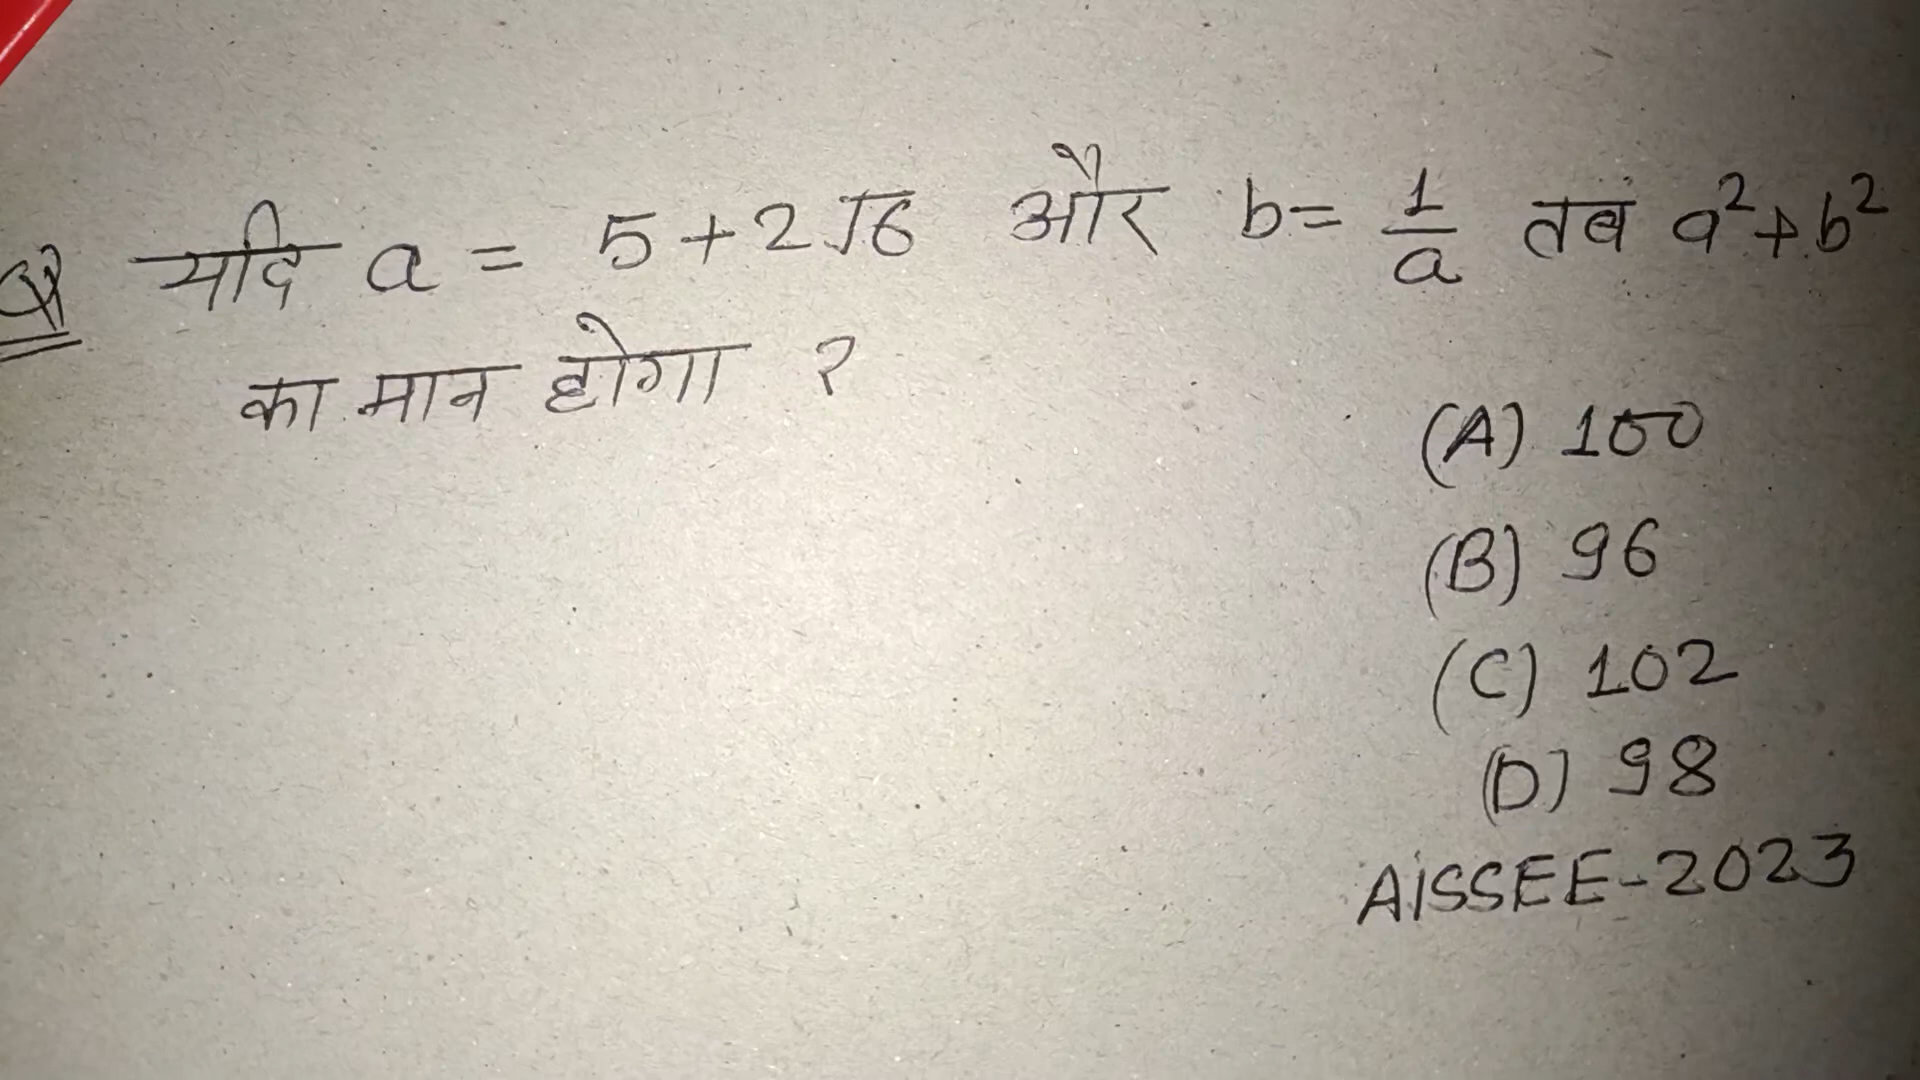 प्र यदि a = 5+2√6 और b= 1/a तब a²+b²
का मान होगा ?
(A) 100
(B) 96
(C) 102
(D) 98
AISSEE-2023